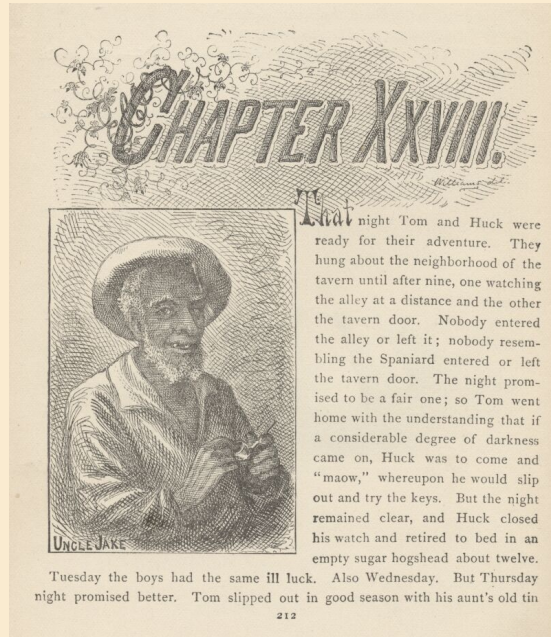 CHAPTER XXVIII.
Williams del.
That night Tom and Huck were
ready for their adventure. They
hung about the neighborhood of the
tavern until after nine, one watching
the alley at a distance and the other
the tavern door. Nobody entered
the alley or left it; nobody resem-
bling the Spaniard entered or left
the tavern door. The night prom-
ised to be a fair one; so Tom went
home with the understanding that if
a considerable degree of darkness
came on, Huck was to come and
“maow,” whereupon he would slip
out and try the keys. But the night
remained clear, and Huck closed
his watch and retired to bed in an
empty sugar hogshead about twelve.
UNCLE JAKE
Tuesday the boys had the same ill luck. Also Wednesday. But Thursday
night promised better. Tom slipped out in good season with his aunt's old tin
212